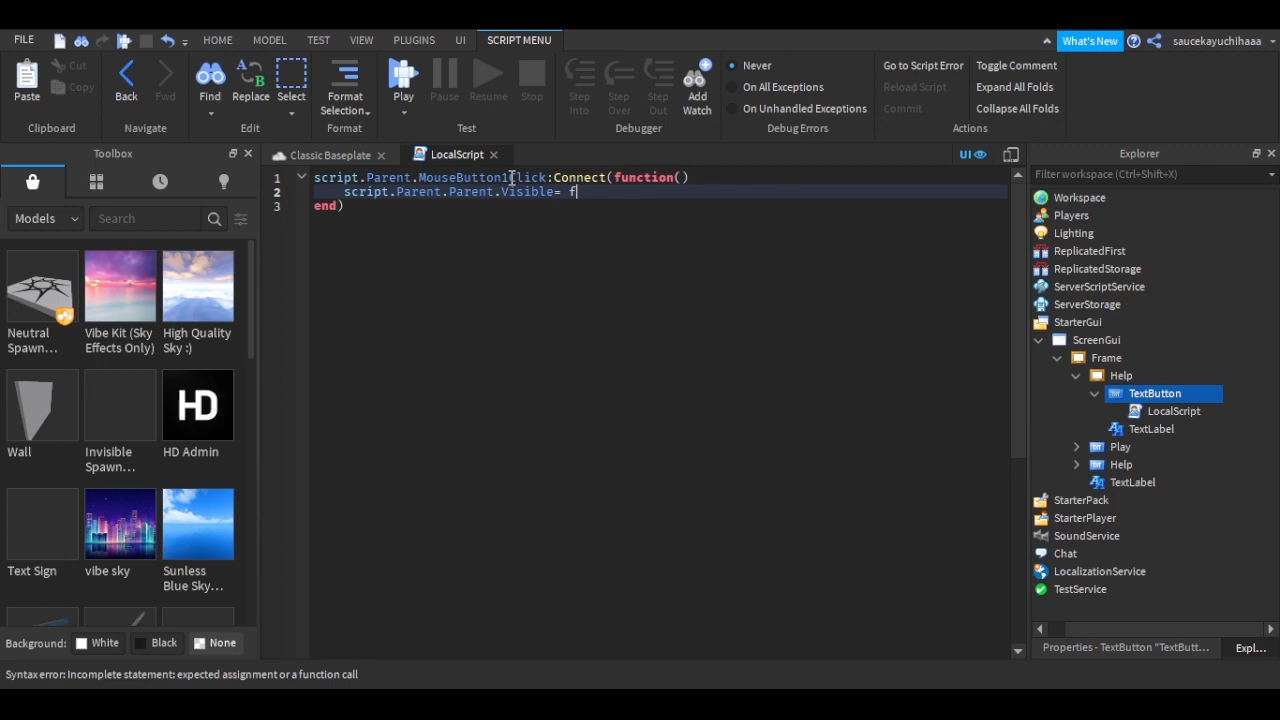 FILE
HOME
MODEL
TEST
VIEW
PLUGINS
UI
SCRIPT MENU
What's New
saucekayuchihaaa
Paste
Cut
Copy
Clipboard
Back
Fwd
Navigate
Find
Replace
Select
Edit
Format
Selection
Format
Play
Pause
Resume
Stop
Test
Step
Into
Step
Over
Step
Out
Add
Watch
Debugger
Never
On All Exceptions
On Unhandled Exceptions
Debug Errors
Go to Script Error
Reload Script
Commit
Toggle Comment
Expand All Folds
Collapse All Folds
Actions
Toolbox
Classic Baseplate
LocalScript
UI
Explorer
Models
Search
Neutral
Spawn...
Vibe Kit (Sky
Effects Only)
High Quality
Sky :)
Wall
Invisible
Spawn...
HD
HD Admin
Text Sign
vibe sky
Sunless
Blue Sky...
Background:
White
Black
None
1 script.Parent.MouseButton1Click:Connect(function()
2 script.Parent.Parent.Visible= f
3 end)
Filter workspace (Ctrl+Shift+X)
Workspace
Players
Lighting
ReplicatedFirst
ReplicatedStorage
ServerScriptService
ServerStorage
StarterGui
ScreenGui
Frame
Help
TextButton
LocalScript
TextLabel
Play
Help
TextLabel
StarterPack
StarterPlayer
SoundService
Chat
LocalizationService
TestService
Properties - TextButton "TextButt...
Expl...
Syntax error: Incomplete statement: expected assignment or a function call